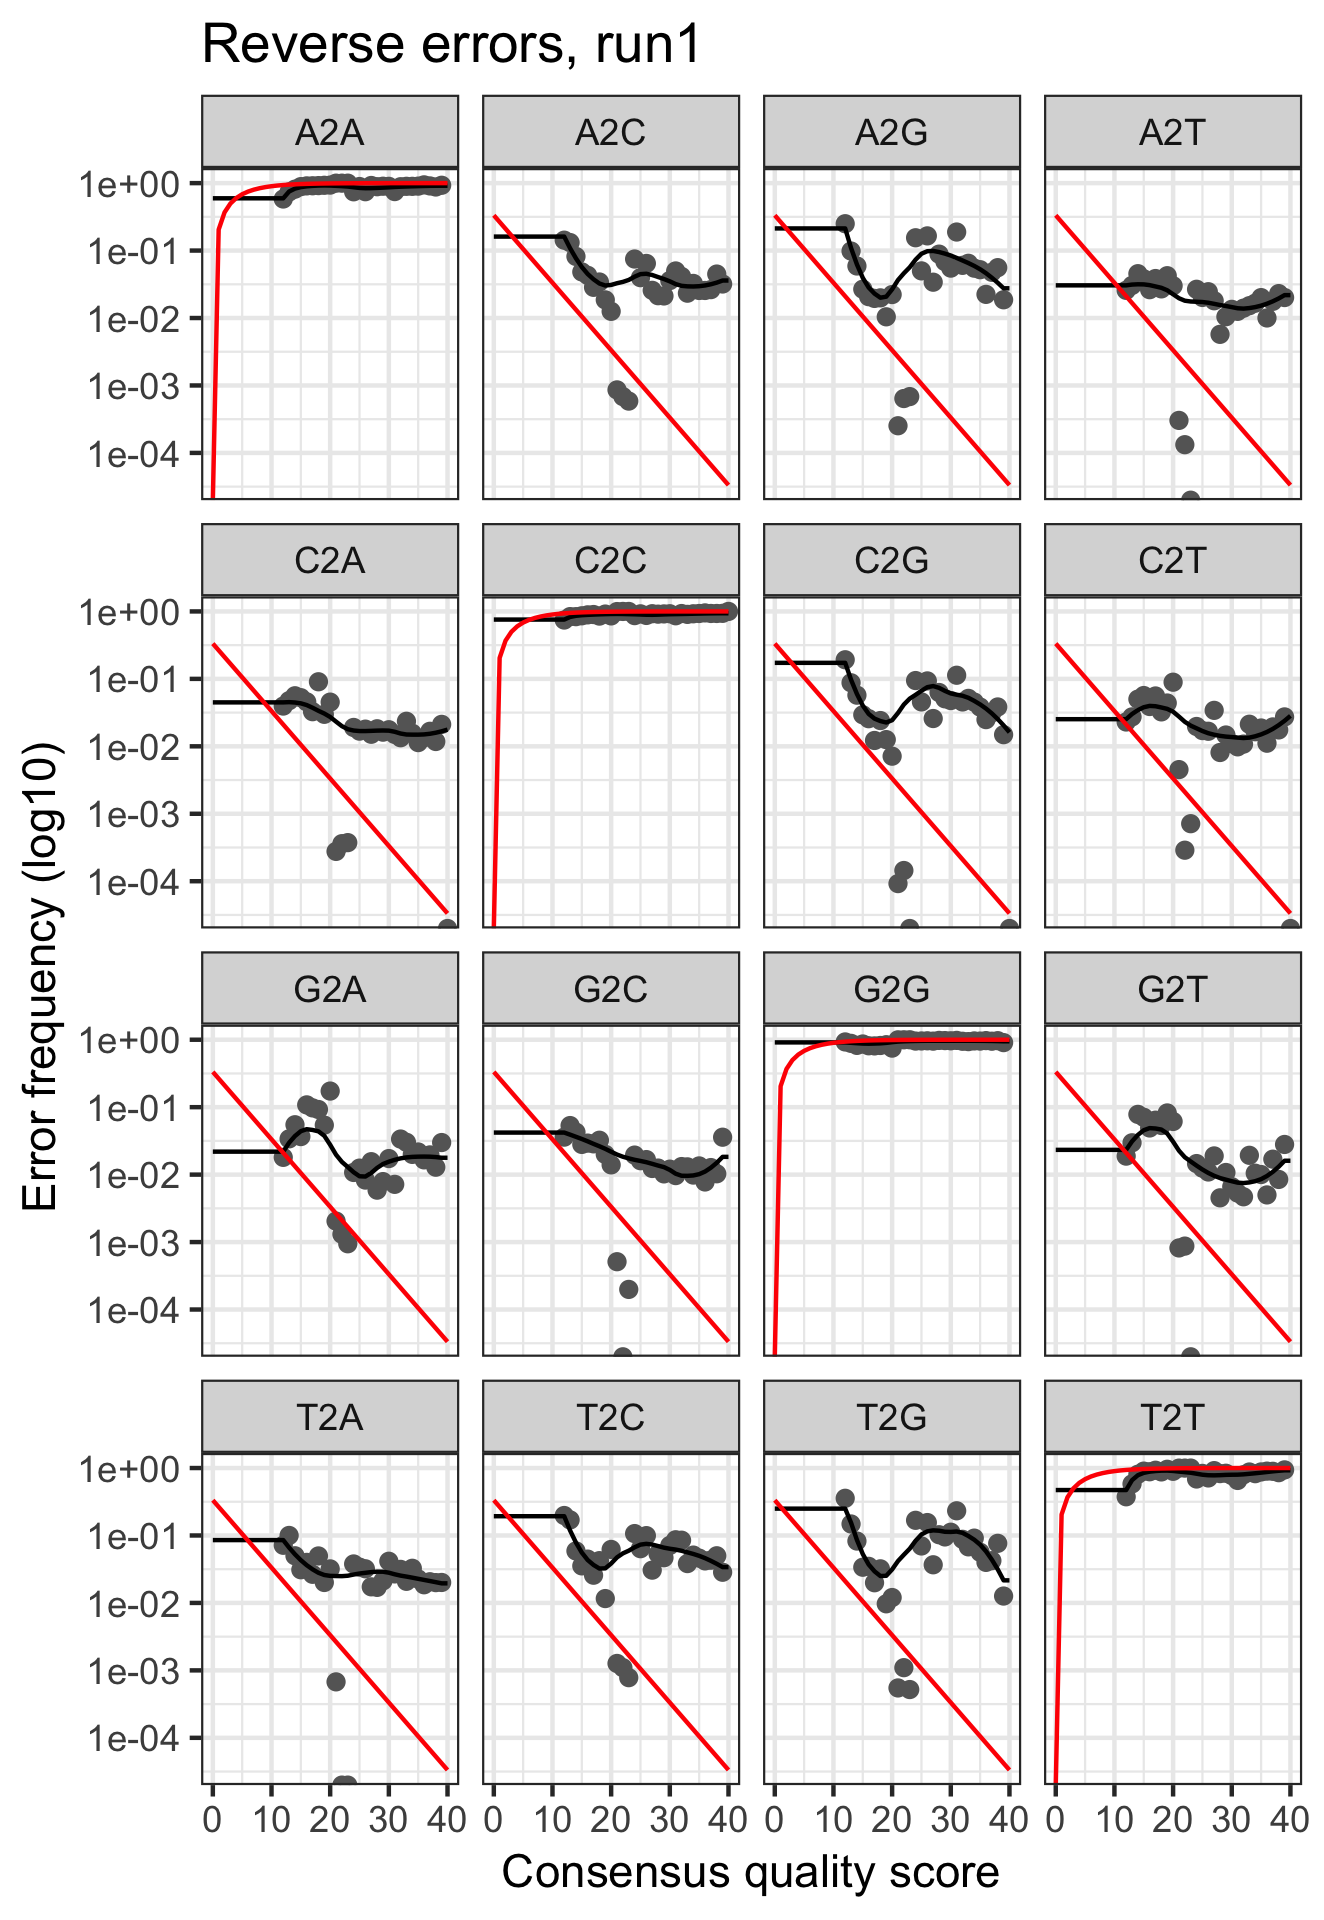 Reverse errors, run1
A2A A2C A2G A2T
1e+00
1e-01
1e-02
1e-03
1e-04
C2A C2C C2G C2T
1e+00
1e-01
1e-02
1e-03
1e-04
G2A G2C G2G G2T
1e+00
1e-01
1e-02
1e-03
1e-04
T2A T2C T2G T2T
1e+00
1e-01
1e-02
1e-03
1e-04
0 10 20 30 40 0 10 20 30 40 0 10 20 30 40 0 10 20 30 40
Consensus quality score
Error frequency (log10)